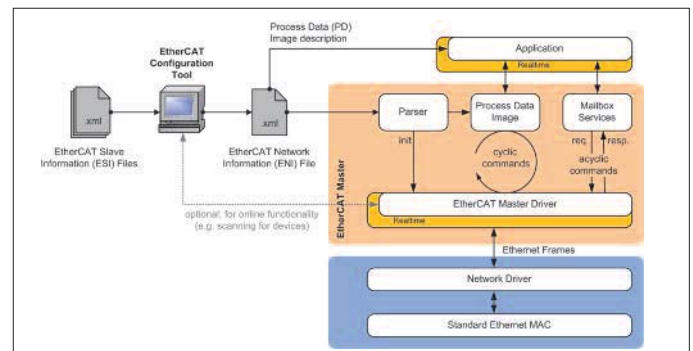 Process Data (PD)
Image description
EtherCAT
Configuration
Tool
Application
Realtime
.xml
.xml
Parser
Process Data
Image
Mailbox
Services
EtherCAT Slave
Information (ESI) Files
EtherCAT Network
Information (ENI) File
init
cyclic
commands
req.
resp.
acyclic
commands
optional, for online functionality
(e.g. scanning for devices)
EtherCAT Master
EtherCAT Master Driver
Realtime
Ethernet Frames
Network Driver
Standard Ethernet MAC